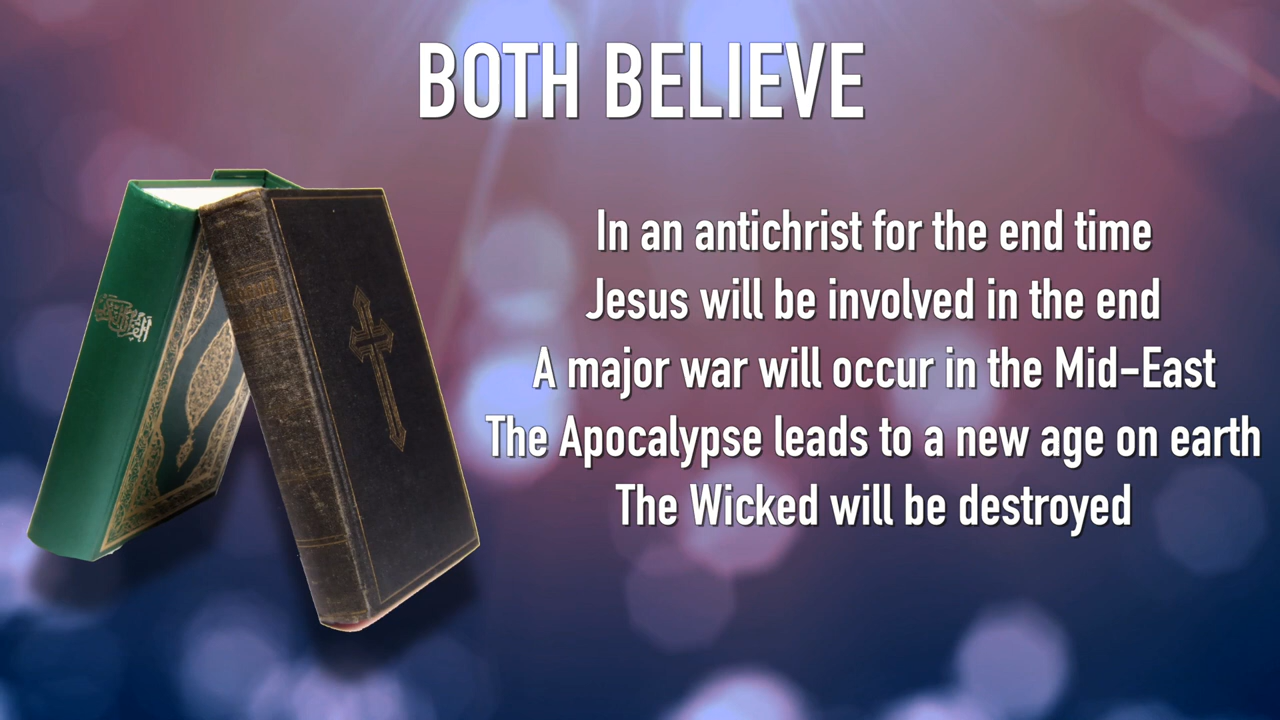 BOTH BELIEVE
In an antichrist for the end time
Jesus will be involved in the end
A major war will occur in the Mid-East
The Apocalypse leads to a new age on earth
The Wicked will be destroyed